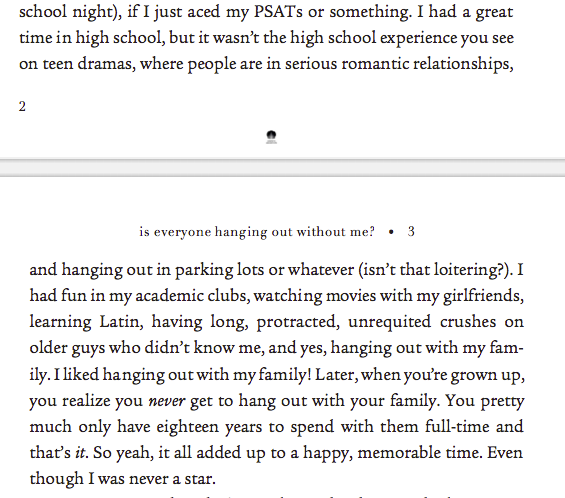 school night), if I just aced my PSATs or something. I had a great
time in high school, but it wasn't the high school experience you see
on teen dramas, where people are in serious romantic relationships,
2
is everyone hanging out without me? • 3
and hanging out in parking lots or whatever (isn't that loitering?). I
had fun in my academic clubs, watching movies with my girlfriends,
learning Latin, having long, protracted, unrequited crushes on
older guys who didn't know me, and yes, hanging out with my fam-
ily. I liked hanging out with my family! Later, when you're grown up,
you realize you never get to hang out with your family. You pretty
much only have eighteen years to spend with them full-time and
that's it. So yeah, it all added up to a happy, memorable time. Even
though I was never a star.